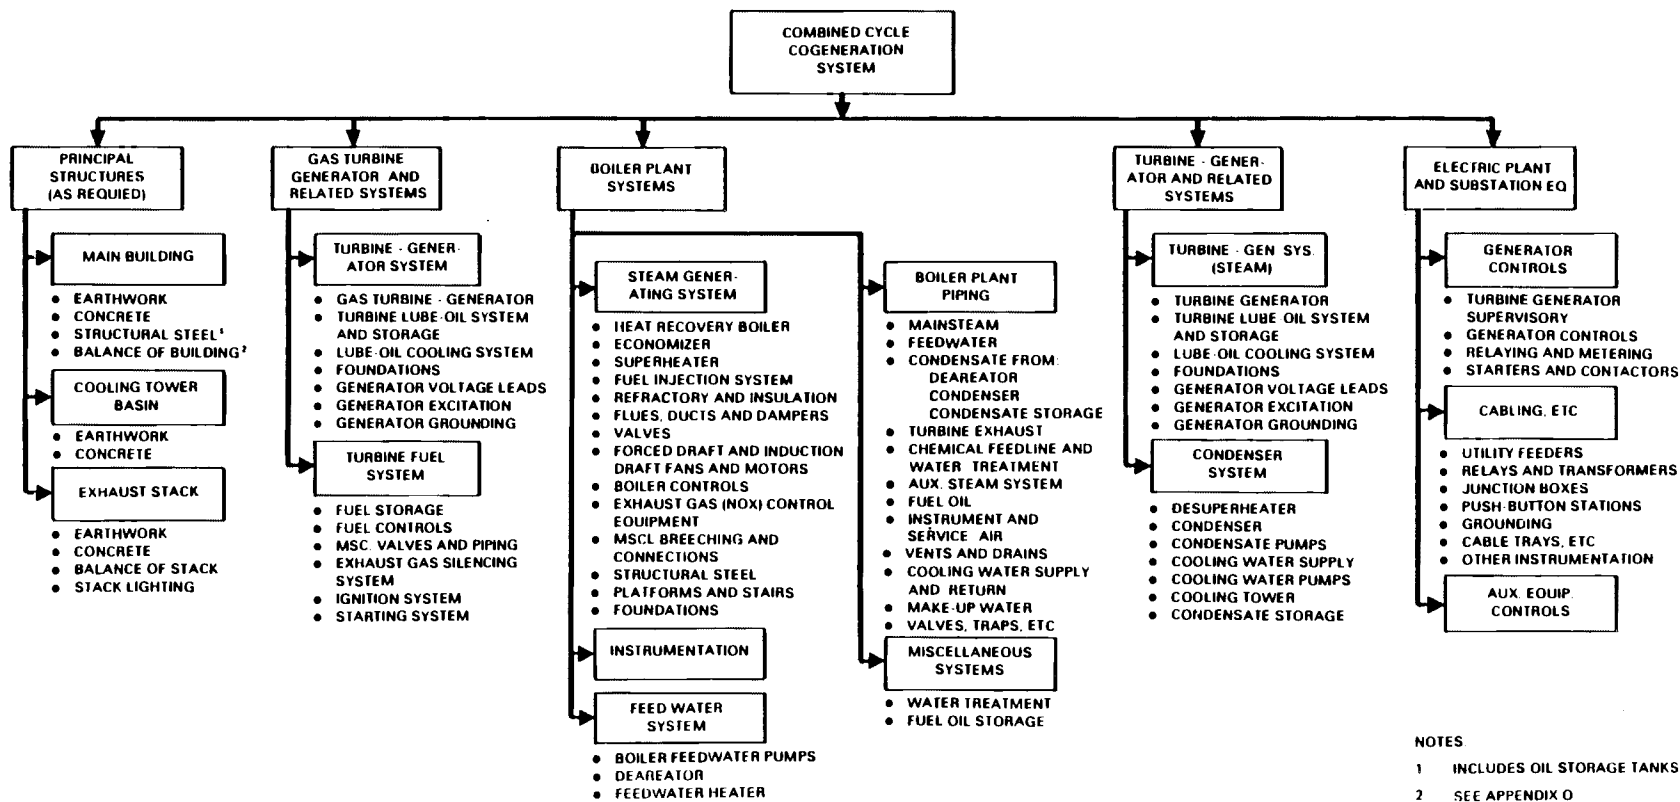 COMBINED CYCLE
COGENERATION
SYSTEM
PRINCIPAL
STRUCTURES
(AS REQUIED)
MAIN BUILDING
• EARTHWORK
• CONCRETE
• STRUCTURAL STEEL¹
• BALANCE OF BUILDING²
COOLING TOWER
BASIN
• EARTHWORK
• CONCRETE
EXHAUST STACK
• EARTHWORK
• CONCRETE
• BALANCE OF STACK
• STACK LIGHTING
GAS TURBINE
GENERATOR AND
RELATED SYSTEMS
TURBINE - GENER-
ATOR SYSTEM
• GAS TURBINE - GENERATOR
• TURBINE LUBE-OIL SYSTEM
AND STORAGE
• LUBE-OIL COOLING SYSTEM
• FOUNDATIONS
• GENERATOR VOLTAGE LEADS
• GENERATOR EXCITATION
• GENERATOR GROUNDING
TURBINE FUEL
SYSTEM
• FUEL STORAGE
• FUEL CONTROLS
• MSC. VALVES AND PIPING
• EXHAUST GAS SILENCING
SYSTEM
• IGNITION SYSTEM
• STARTING SYSTEM
BOILER PLANT
SYSTEMS
STEAM GENER-
ATING SYSTEM
• HEAT RECOVERY BOILER
• ECONOMIZER
• SUPERHEATER
• FUEL INJECTION SYSTEM
• REFRACTORY AND INSULATION
• FLUES, DUCTS AND DAMPERS
• VALVES
• FORCED DRAFT AND INDUCTION
DRAFT FANS AND MOTORS
• BOILER CONTROLS
• EXHAUST GAS (NOX) CONTROL
EQUIPMENT
• MSCL BREECHING AND
CONNECTIONS
• STRUCTURAL STEEL
• PLATFORMS AND STAIRS
• FOUNDATIONS
INSTRUMENTATION
FEED WATER
SYSTEM
• BOILER FEEDWATER PUMPS
• DEAREATOR
• FEEDWATER HEATER
BOILER PLANT
PIPING
• MAINSTEAM
• FEEDWATER
• CONDENSATE FROM:
DEAREATOR
CONDENSER
CONDENSATE STORAGE
• TURBINE EXHAUST
• CHEMICAL FEEDLINE AND
WATER TREATMENT
• AUX. STEAM SYSTEM
• FUEL OIL
• INSTRUMENT AND
SERVICE AIR
• VENTS AND DRAINS
• COOLING WATER SUPPLY
AND RETURN
• MAKE-UP WATER
• VALVES, TRAPS, ETC
MISCELLANEOUS
SYSTEMS
• WATER TREATMENT
• FUEL OIL STORAGE
TURBINE - GENER-
ATOR AND RELATED
SYSTEMS
TURBINE - GEN SYS.
(STEAM)
• TURBINE GENERATOR
• TURBINE LUBE-OIL SYSTEM
AND STORAGE
• LUBE-OIL COOLING SYSTEM
• FOUNDATIONS
• GENERATOR VOLTAGE LEADS
• GENERATOR EXCITATION
• GENERATOR GROUNDING
CONDENSER
SYSTEM
• DESUPERHEATER
• CONDENSER
• CONDENSATE PUMPS
• COOLING WATER SUPPLY
• COOLING WATER PUMPS
• COOLING TOWER
• CONDENSATE STORAGE
ELECTRIC PLANT
AND SUBSTATION EQ
GENERATOR
CONTROLS
• TURBINE GENERATOR
SUPERVISORY
• GENERATOR CONTROLS
• RELAYING AND METERING
• STARTERS AND CONTACTORS
CABLING, ETC
• UTILITY FEEDERS
• RELAYS AND TRANSFORMERS
• JUNCTION BOXES
• PUSH-BUTTON STATIONS
• GROUNDING
• CABLE TRAYS, ETC
• OTHER INSTRUMENTATION
AUX. EQUIP.
CONTROLS
NOTES
1 INCLUDES OIL STORAGE TANKS
2 SEE APPENDIX O